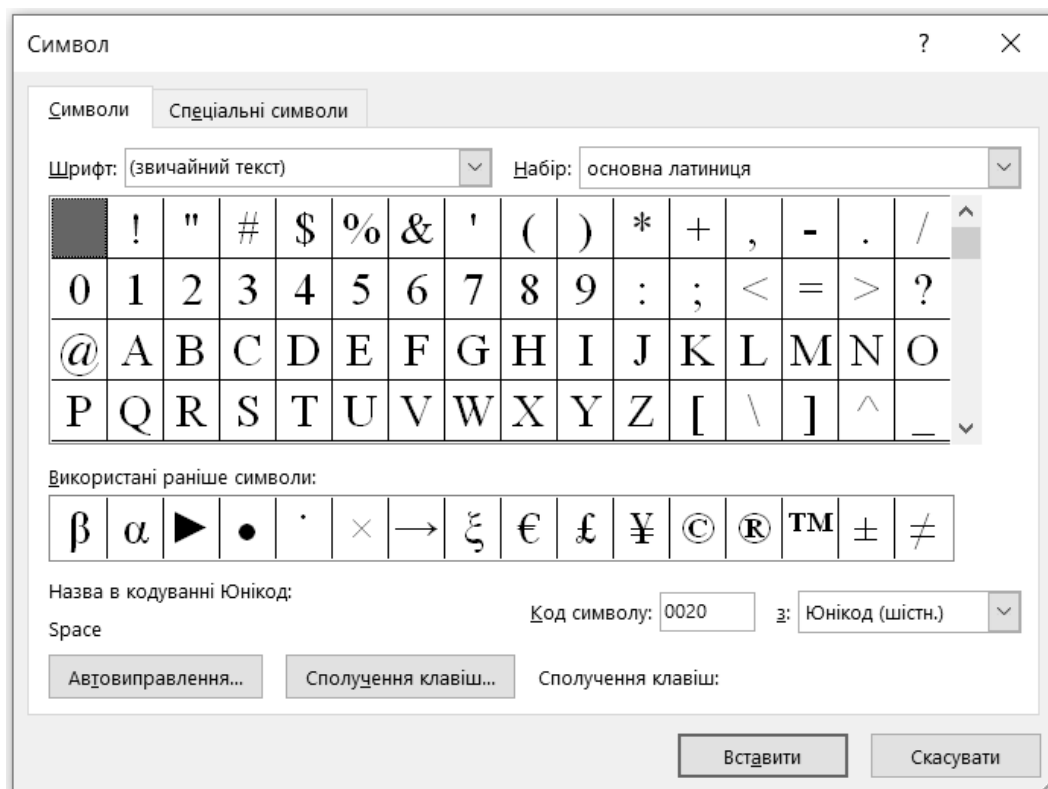 Символ ?
Символи Спеціальні символи
Шрифт: (звичайний текст) Набір: основна латиниця
! " # $ % & ' ( ) * + , - . /
0 1 2 3 4 5 6 7 8 9 : ; < = > ?
@ A B C D E F G H I J K L M N O
P Q R S T U V W X Y Z [ \ ] ^ _
Використані раніше символи:
β α ► ● ˙ × → ξ € £ ¥ © ® ™ ± ≠
Назва в кодуванні Юнікод:
Код символу: 0020 з: Юнікод (шістн.)
Space
Автовиправлення... Сполучення клавіш... Сполучення клавіш:
Вставити Скасувати